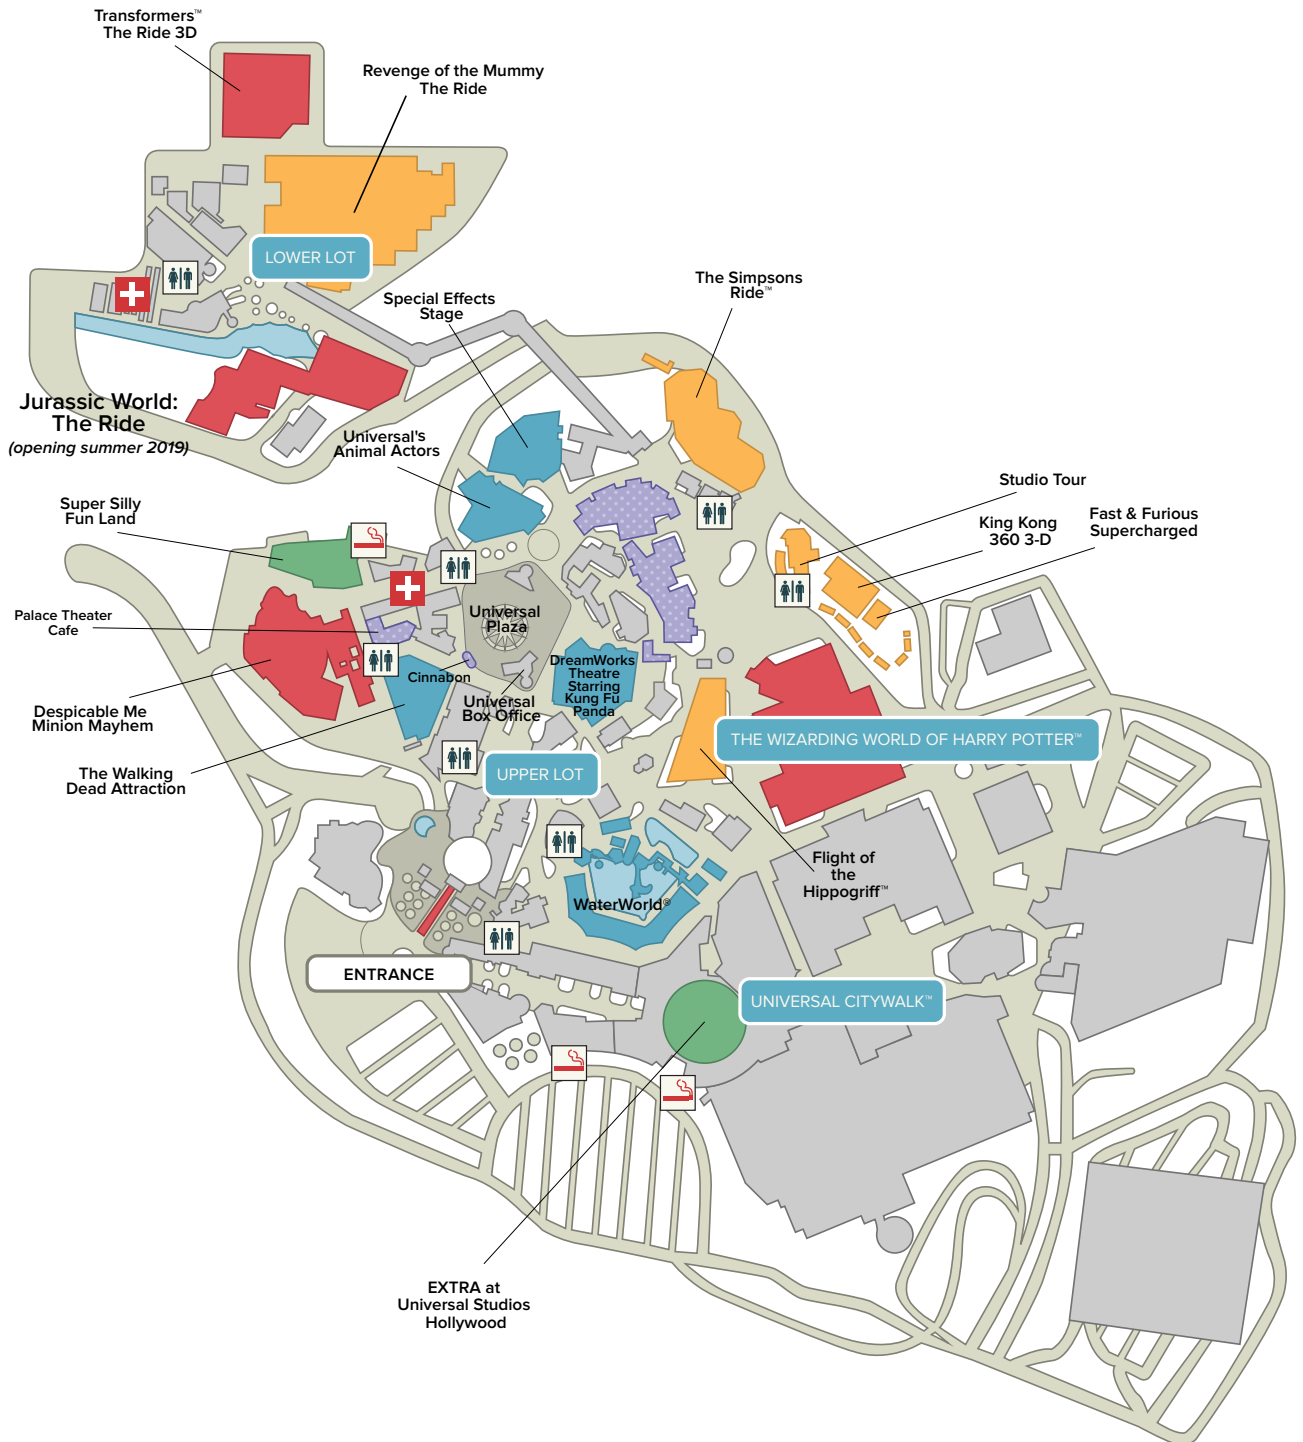 Transformers™
The Ride 3D
Revenge of the Mummy
The Ride
LOWER LOT
The Simpsons
Ride™
Special Effects
Stage
Jurassic World:
The Ride
(opening summer 2019)
Universal's
Animal Actors
Studio Tour
Super Silly
Fun Land
King Kong
360 3-D
Fast & Furious
Supercharged
Universal
Plaza
Palace Theater
Cafe
Cinnabon
DreamWorks
Theatre
Starring
Kung Fu
Panda
Universal
Box Office
Despicable Me
Minion Mayhem
THE WIZARDING WORLD OF HARRY POTTER™
The Walking
Dead Attraction
UPPER LOT
Flight of
the
Hippogriff™
WaterWorld®
ENTRANCE
UNIVERSAL CITYWALK™
EXTRA at
Universal Studios
Hollywood